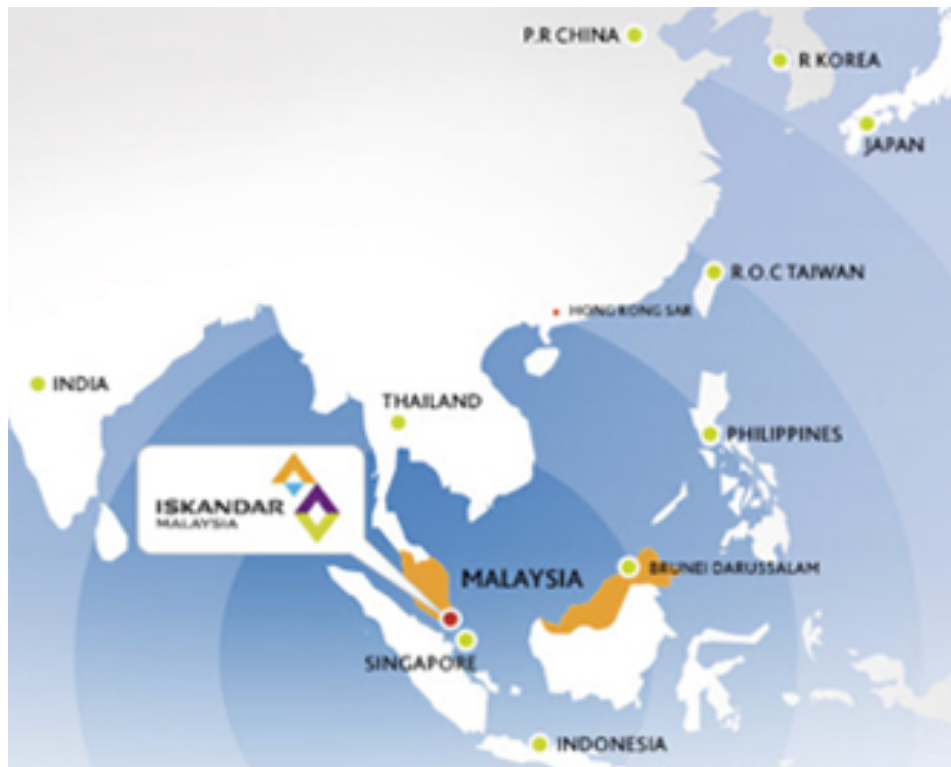 P.R CHINA
R KOREA
JAPAN
R.O.C TAIWAN
HONG KONG SAR
INDIA
THAILAND
PHILIPPINES
ISKANDAR
MALAYSIA
MALAYSIA
BRUNEI DARUSSALAM
SINGAPORE
INDONESIA